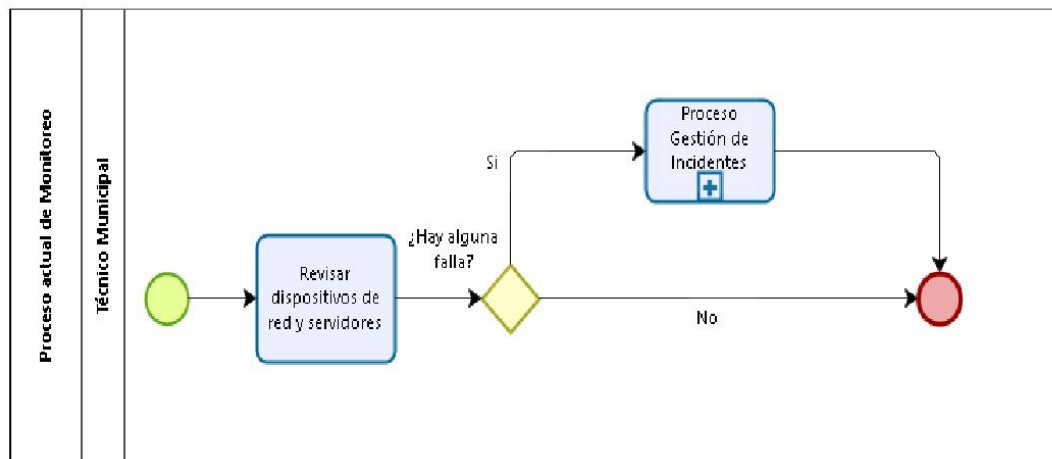 Proceso actual de Monitoreo
Técnico Municipal
Revisar
dispositivos de
red y servidores
¿Hay alguna
falla?
Si
Proceso
Gestión de
Incidentes
No